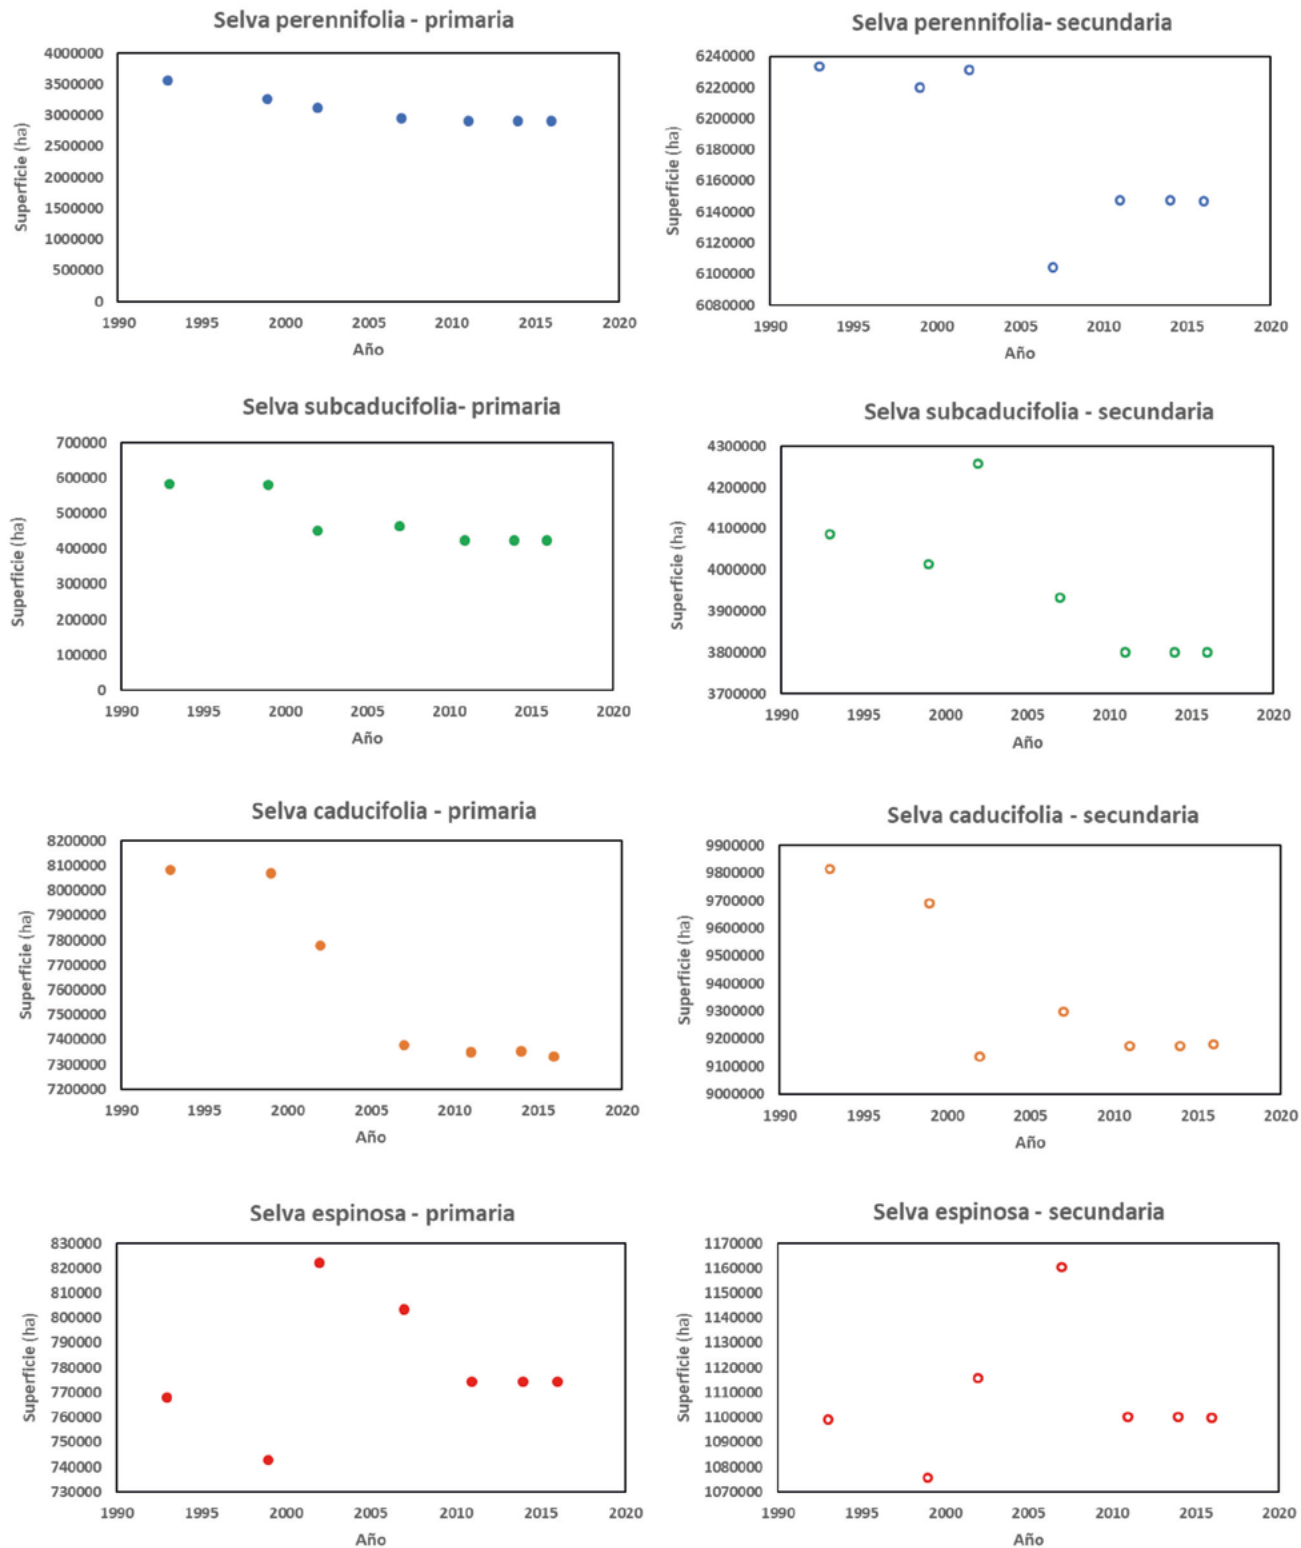 Selva perennifolia - primaria
4000000
3500000
3000000
2500000
2000000
1500000
1000000
500000
0
Superficie (ha)
1990 1995 2000 2005 2010 2015 2020
Año
Selva perennifolia- secundaria
6240000
6220000
6200000
6180000
6160000
6140000
6120000
6100000
6080000
Superficie (ha)
1990 1995 2000 2005 2010 2015 2020
Año
Selva subcaducifolia- primaria
700000
600000
500000
400000
300000
200000
100000
0
Superficie (ha)
1990 1995 2000 2005 2010 2015 2020
Año
Selva subcaducifolia - secundaria
4300000
4200000
4100000
4000000
3900000
3800000
3700000
Superficie (ha)
1990 1995 2000 2005 2010 2015 2020
Año
Selva caducifolia - primaria
8200000
8100000
8000000
7900000
7800000
7700000
7600000
7500000
7400000
7300000
7200000
Superficie (ha)
1990 1995 2000 2005 2010 2015 2020
Año
Selva caducifolia - secundaria
9900000
9800000
9700000
9600000
9500000
9400000
9300000
9200000
9100000
9000000
Superficie (ha)
1990 1995 2000 2005 2010 2015 2020
Año
Selva espinosa - primaria
830000
820000
810000
800000
790000
780000
770000
760000
750000
740000
730000
Superficie (ha)
1990 1995 2000 2005 2010 2015 2020
Año
Selva espinosa - secundaria
1170000
1160000
1150000
1140000
1130000
1120000
1110000
1100000
1090000
1080000
1070000
Superficie (ha)
1990 1995 2000 2005 2010 2015 2020
Año